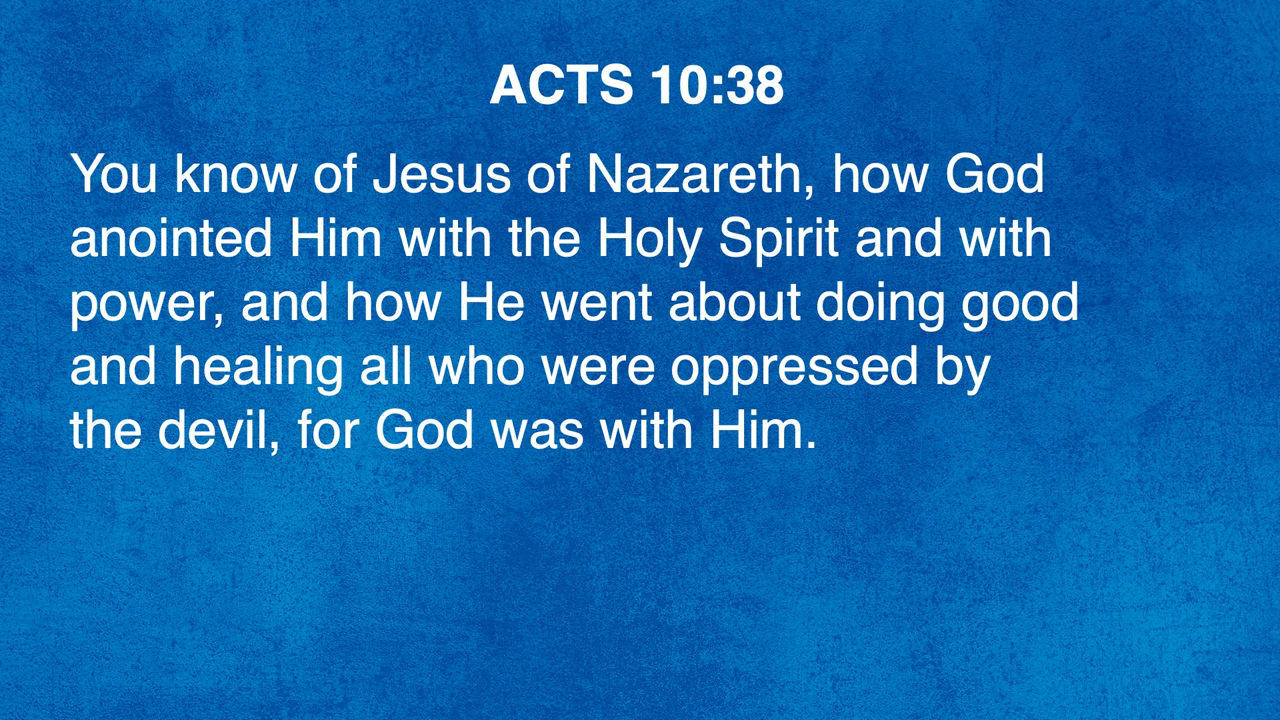 ACTS 10:38
You know of Jesus of Nazareth, how God
anointed Him with the Holy Spirit and with
power, and how He went about doing good
and healing all who were oppressed by
the devil, for God was with Him.